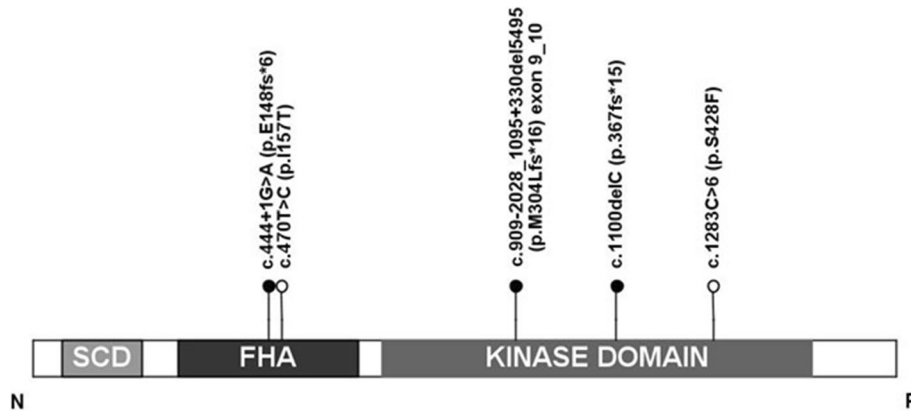 c.444+1G>A (p.E148fs*6)
c.470T>C (p.I157T)
c.909-2028_1095+330del5495
(p.M304Lfs*16) exon 9_10
c.1100delC (p.367fs*15)
c.1283C>6 (p.S428F)
SCD
FHA
KINASE DOMAIN
N